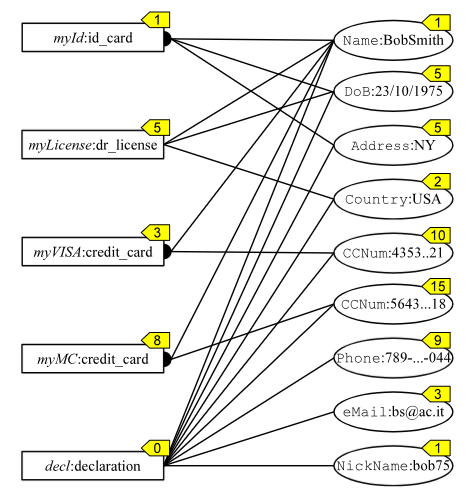 1
myId:id_card
5
myLicense:dr_license
3
myVISA:credit_card
8
myMC:credit_card
0
decl:declaration
1
Name:BobSmith
5
DoB:23/10/1975
5
Address:NY
2
Country:USA
10
CCNum:4353..21
15
CCNum:5643...18
9
Phone:789-...-044
3
eMail:bs@ac.it
1
NickName:bob75